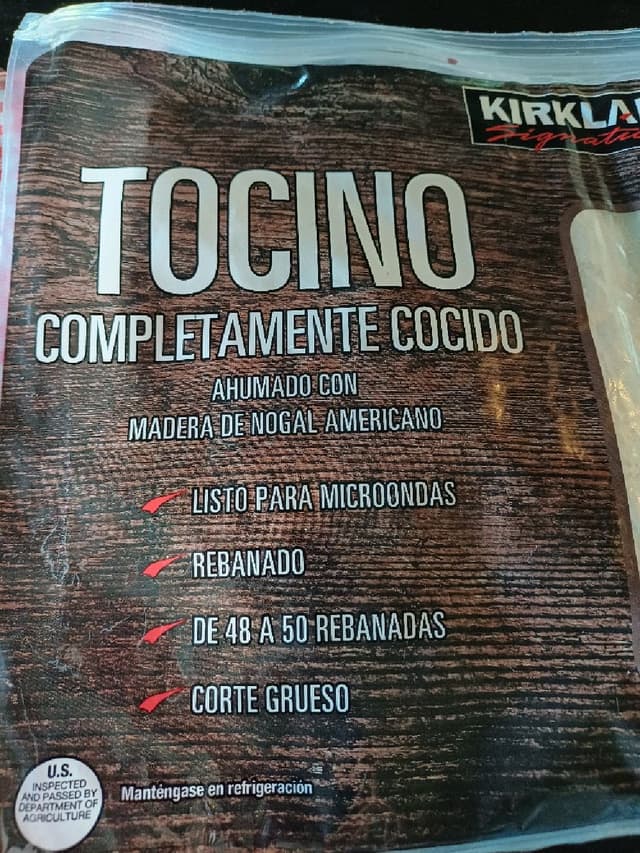 KIRKLA
TOCINO
COMPLETAMENTE COCIDO
AHUMADO CON
MADERA DE NOGAL AMERICANO
LISTO PARA MICROONDAS
REBANADO
DE 48 A 50 REBANADAS
CORTE GRUESO
U.S.
INSPECTED
AND PASSED BY
DEPARTMENT OF
AGRICULTURE
Manténgase en refrigeración